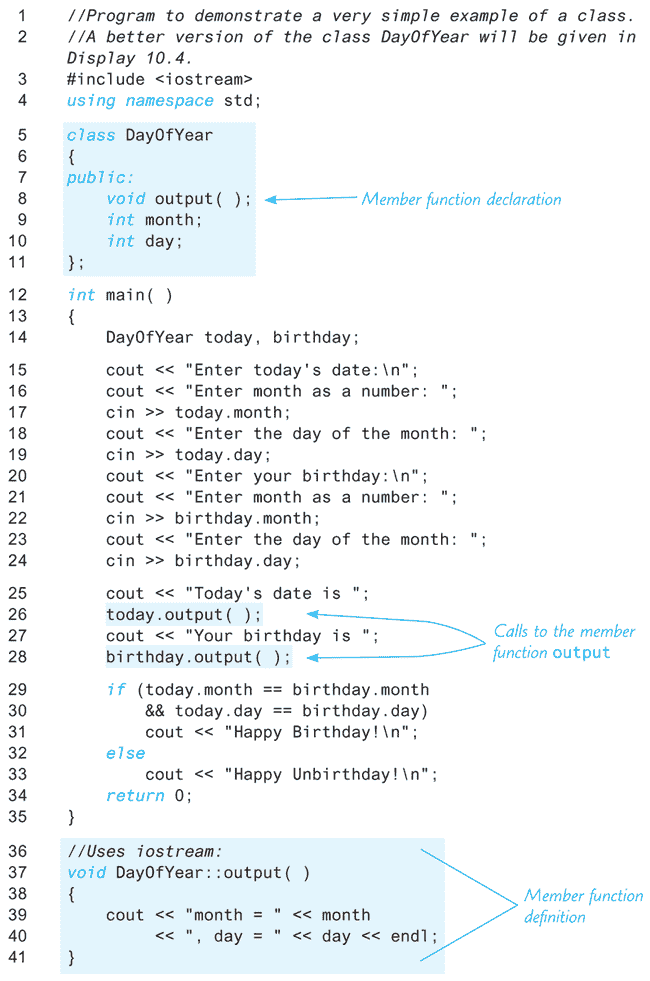 1 //Program to demonstrate a very simple example of a class.
2 //A better version of the class DayOfYear will be given in
Display 10.4.
3 #include <iostream>
4 using namespace std;
5 class DayOfYear
6 {
7 public:
8 void output( ); Member function declaration
9 int month;
10 int day;
11 };
12 int main( )
13 {
14 DayOfYear today, birthday;
15 cout << "Enter today's date:\n";
16 cout << "Enter month as a number: ";
17 cin >> today.month;
18 cout << "Enter the day of the month: ";
19 cin >> today.day;
20 cout << "Enter your birthday:\n";
21 cout << "Enter month as a number: ";
22 cin >> birthday.month;
23 cout << "Enter the day of the month: ";
24 cin >> birthday.day;
25 cout << "Today's date is ";
26 today.output( );
27 cout << "Your birthday is ";
28 birthday.output( );
Calls to the member
function output
29 if (today.month == birthday.month
30 && today.day == birthday.day)
31 cout << "Happy Birthday!\n";
32 else
33 cout << "Happy Unbirthday!\n";
34 return 0;
35 }
36 //Uses iostream:
37 void DayOfYear::output( )
38 {
39 cout << "month = " << month
40 << ", day = " << day << endl;
41 }
Member function
definition